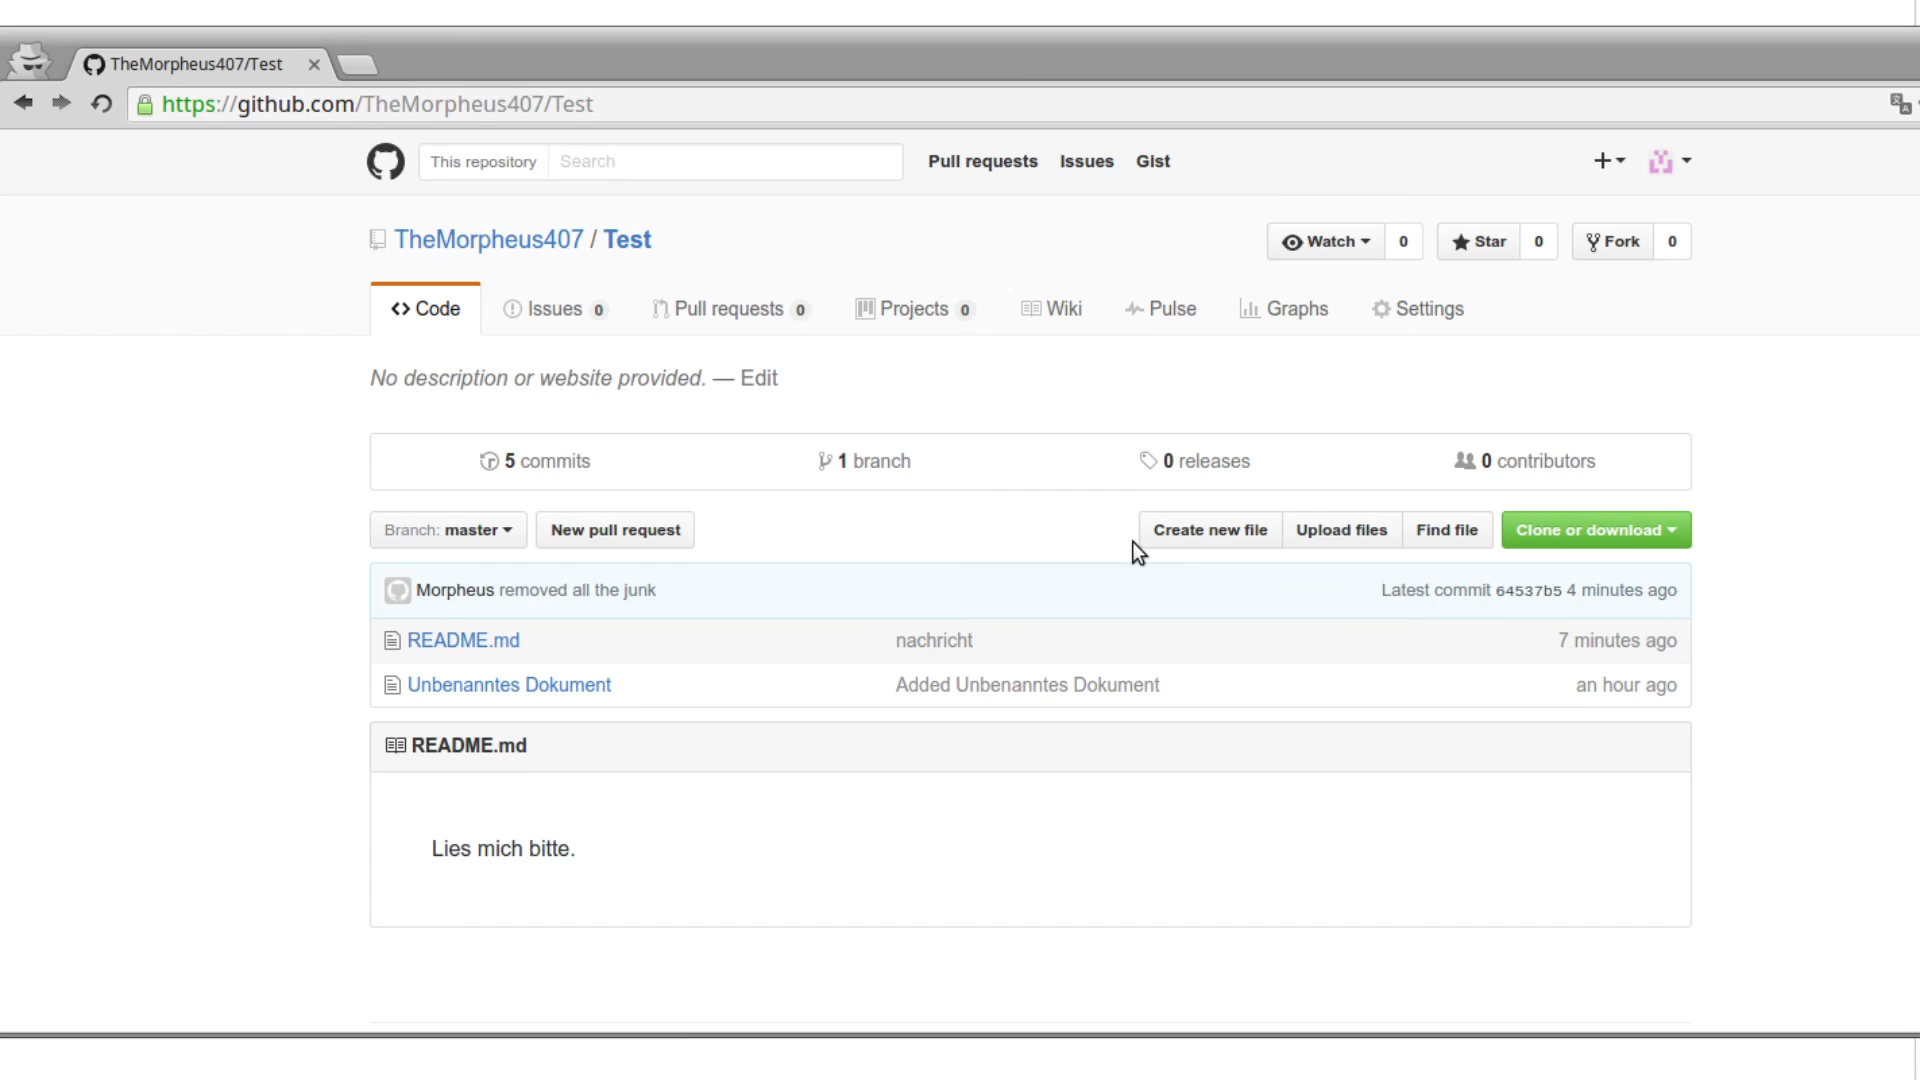 TheMorpheus407/Test
https://github.com/TheMorpheus407/Test
This repository Search Pull requests Issues Gist
TheMorpheus407 / Test Watch 0 Star 0 Fork 0
Code Issues 0 Pull requests 0 Projects 0 Wiki Pulse Graphs Settings
No description or website provided. — Edit
5 commits 1 branch 0 releases 0 contributors
Branch: master New pull request Create new file Upload files Find file Clone or download
Morpheus removed all the junk Latest commit 64537b5 4 minutes ago
README.md nachricht 7 minutes ago
Unbenanntes Dokument Added Unbenanntes Dokument an hour ago
README.md
Lies mich bitte.